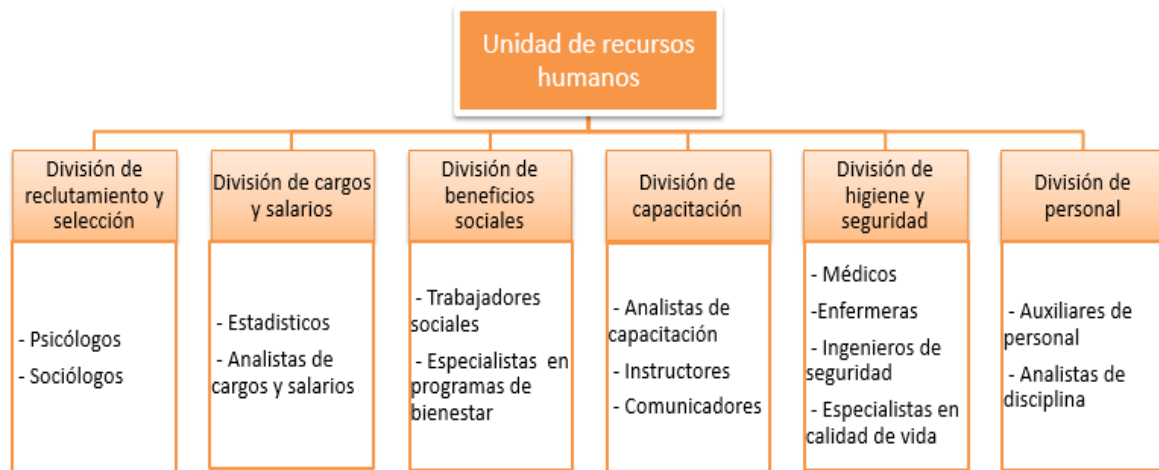 Unidad de recursos
humanos
División de
reclutamiento y
selección
- Psicólogos
- Sociólogos
División de cargos
y salarios
- Estadisticos
- Analistas de
cargos y salarios
División de
beneficios
sociales
- Trabajadores
sociales
- Especialistas en
programas de
bienestar
División de
capacitación
- Analistas de
capacitación
- Instructores
- Comunicadores
División de
higiene y
seguridad
- Médicos
-Enfermeras
- Ingenieros de
seguridad
- Especialistas en
calidad de vida
División de
personal
- Auxiliares de
personal
- Analistas de
disciplina